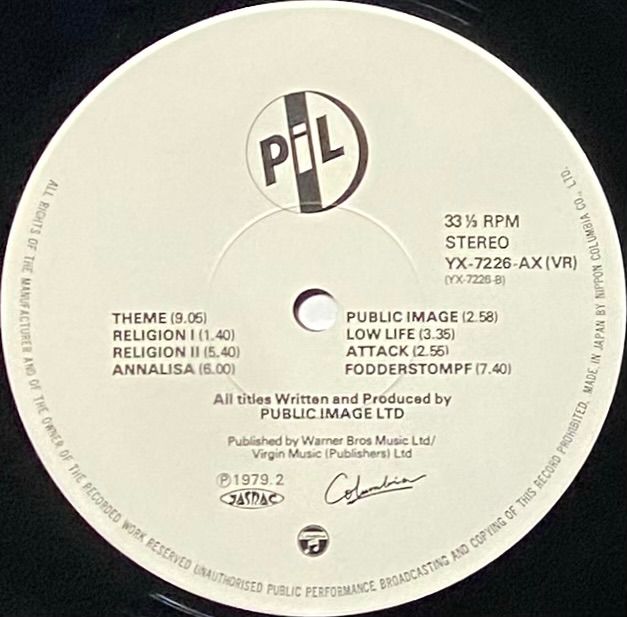 PiL
33 ⅓ RPM
STEREO
YX-7226-AX (VR)
(YX-7226-B)
THEME (9.05)
RELIGION I (1.40)
RELIGION II (5.40)
ANNALISA (6.00)
PUBLIC IMAGE (2.58)
LOW LIFE (3.35)
ATTACK (2.55)
FODDERSTOMPF (7.40)
All titles Written and Produced by
PUBLIC IMAGE LTD
Published by Warner Bros Music Ltd/
Virgin Music (Publishers) Ltd
℗1979.2
JASRAC
Columbia
ALL RIGHTS OF THE MANUFACTURER AND OF THE OWNER OF THE RECORDED WORK RESERVED UNAUTHORISED PUBLIC PERFORMANCE BROADCASTING AND COPYING OF THIS RECORD PROHIBITED. MADE IN JAPAN BY NIPPON COLUMBIA CO., LTD.